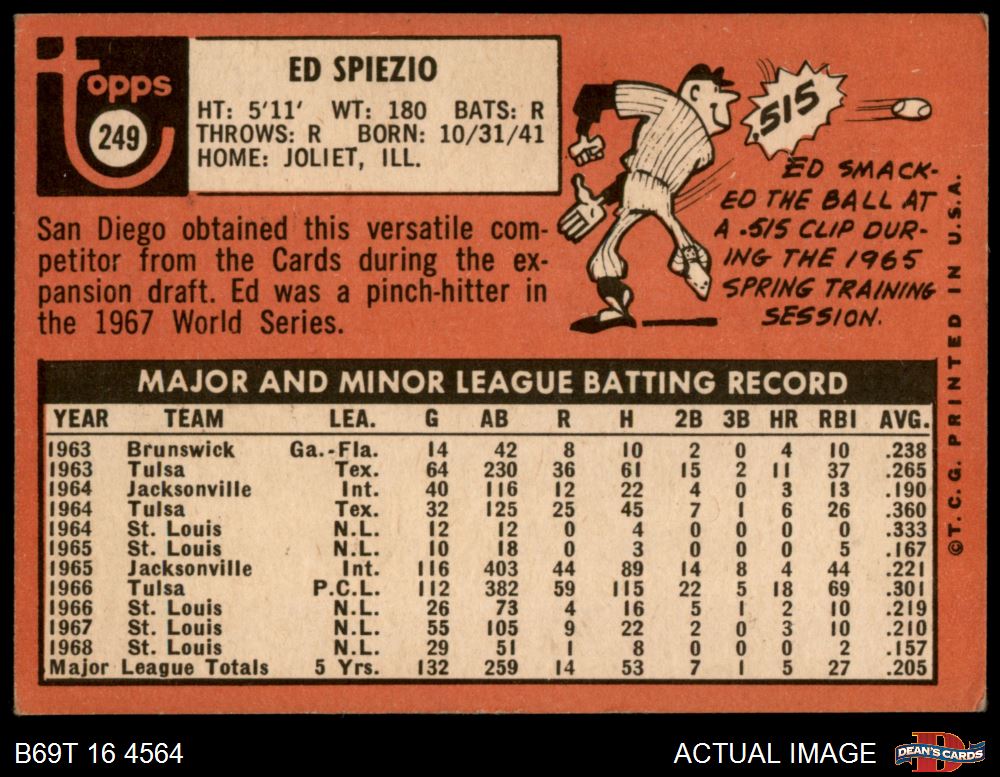 Topps
249
ED SPIEZIO
HT: 5'11' WT: 180 BATS: R
THROWS: R BORN: 10/31/41
HOME: JOLIET, ILL.
San Diego obtained this versatile com-
petitor from the Cards during the ex-
pansion draft. Ed was a pinch-hitter in
the 1967 World Series.
C
.515
ED SMACK-
ED THE BALL AT
A .515 CLIP DUR-
ING THE 1965
SPRING TRAINING
SESSION.
MAJOR AND MINOR LEAGUE BATTING RECORD
YEAR TEAM LEA. G AB R H 2B 3B HR RBI AVG.
1963 Brunswick Ga.-Fla. 14 42 8 10 2 0 4 10 .238
1963 Tulsa Tex. 64 230 36 61 15 2 11 37 .265
1964 Jacksonville Int. 40 116 12 22 4 0 3 13 .190
1964 Tulsa Tex. 32 125 25 45 7 1 6 26 .360
1964 St. Louis N.L. 12 12 0 4 0 0 0 0 .333
1965 St. Louis N.L. 10 18 0 3 0 0 0 5 .167
1965 Jacksonville Int. 116 403 44 89 14 8 4 44 .221
1966 Tulsa P.C.L. 112 382 59 115 22 5 18 69 .301
1966 St. Louis N.L. 26 73 4 16 5 1 2 10 .219
1967 St. Louis N.L. 55 105 9 22 2 0 3 10 .210
1968 St. Louis N.L. 29 51 1 8 0 0 0 2 .157
Major League Totals 5 Yrs. 132 259 14 53 7 1 5 27 .205
©T.C.G. PRINTED IN U.S.A.
B69T 16 4564
ACTUAL IMAGE
D
DEAN'S CARDS